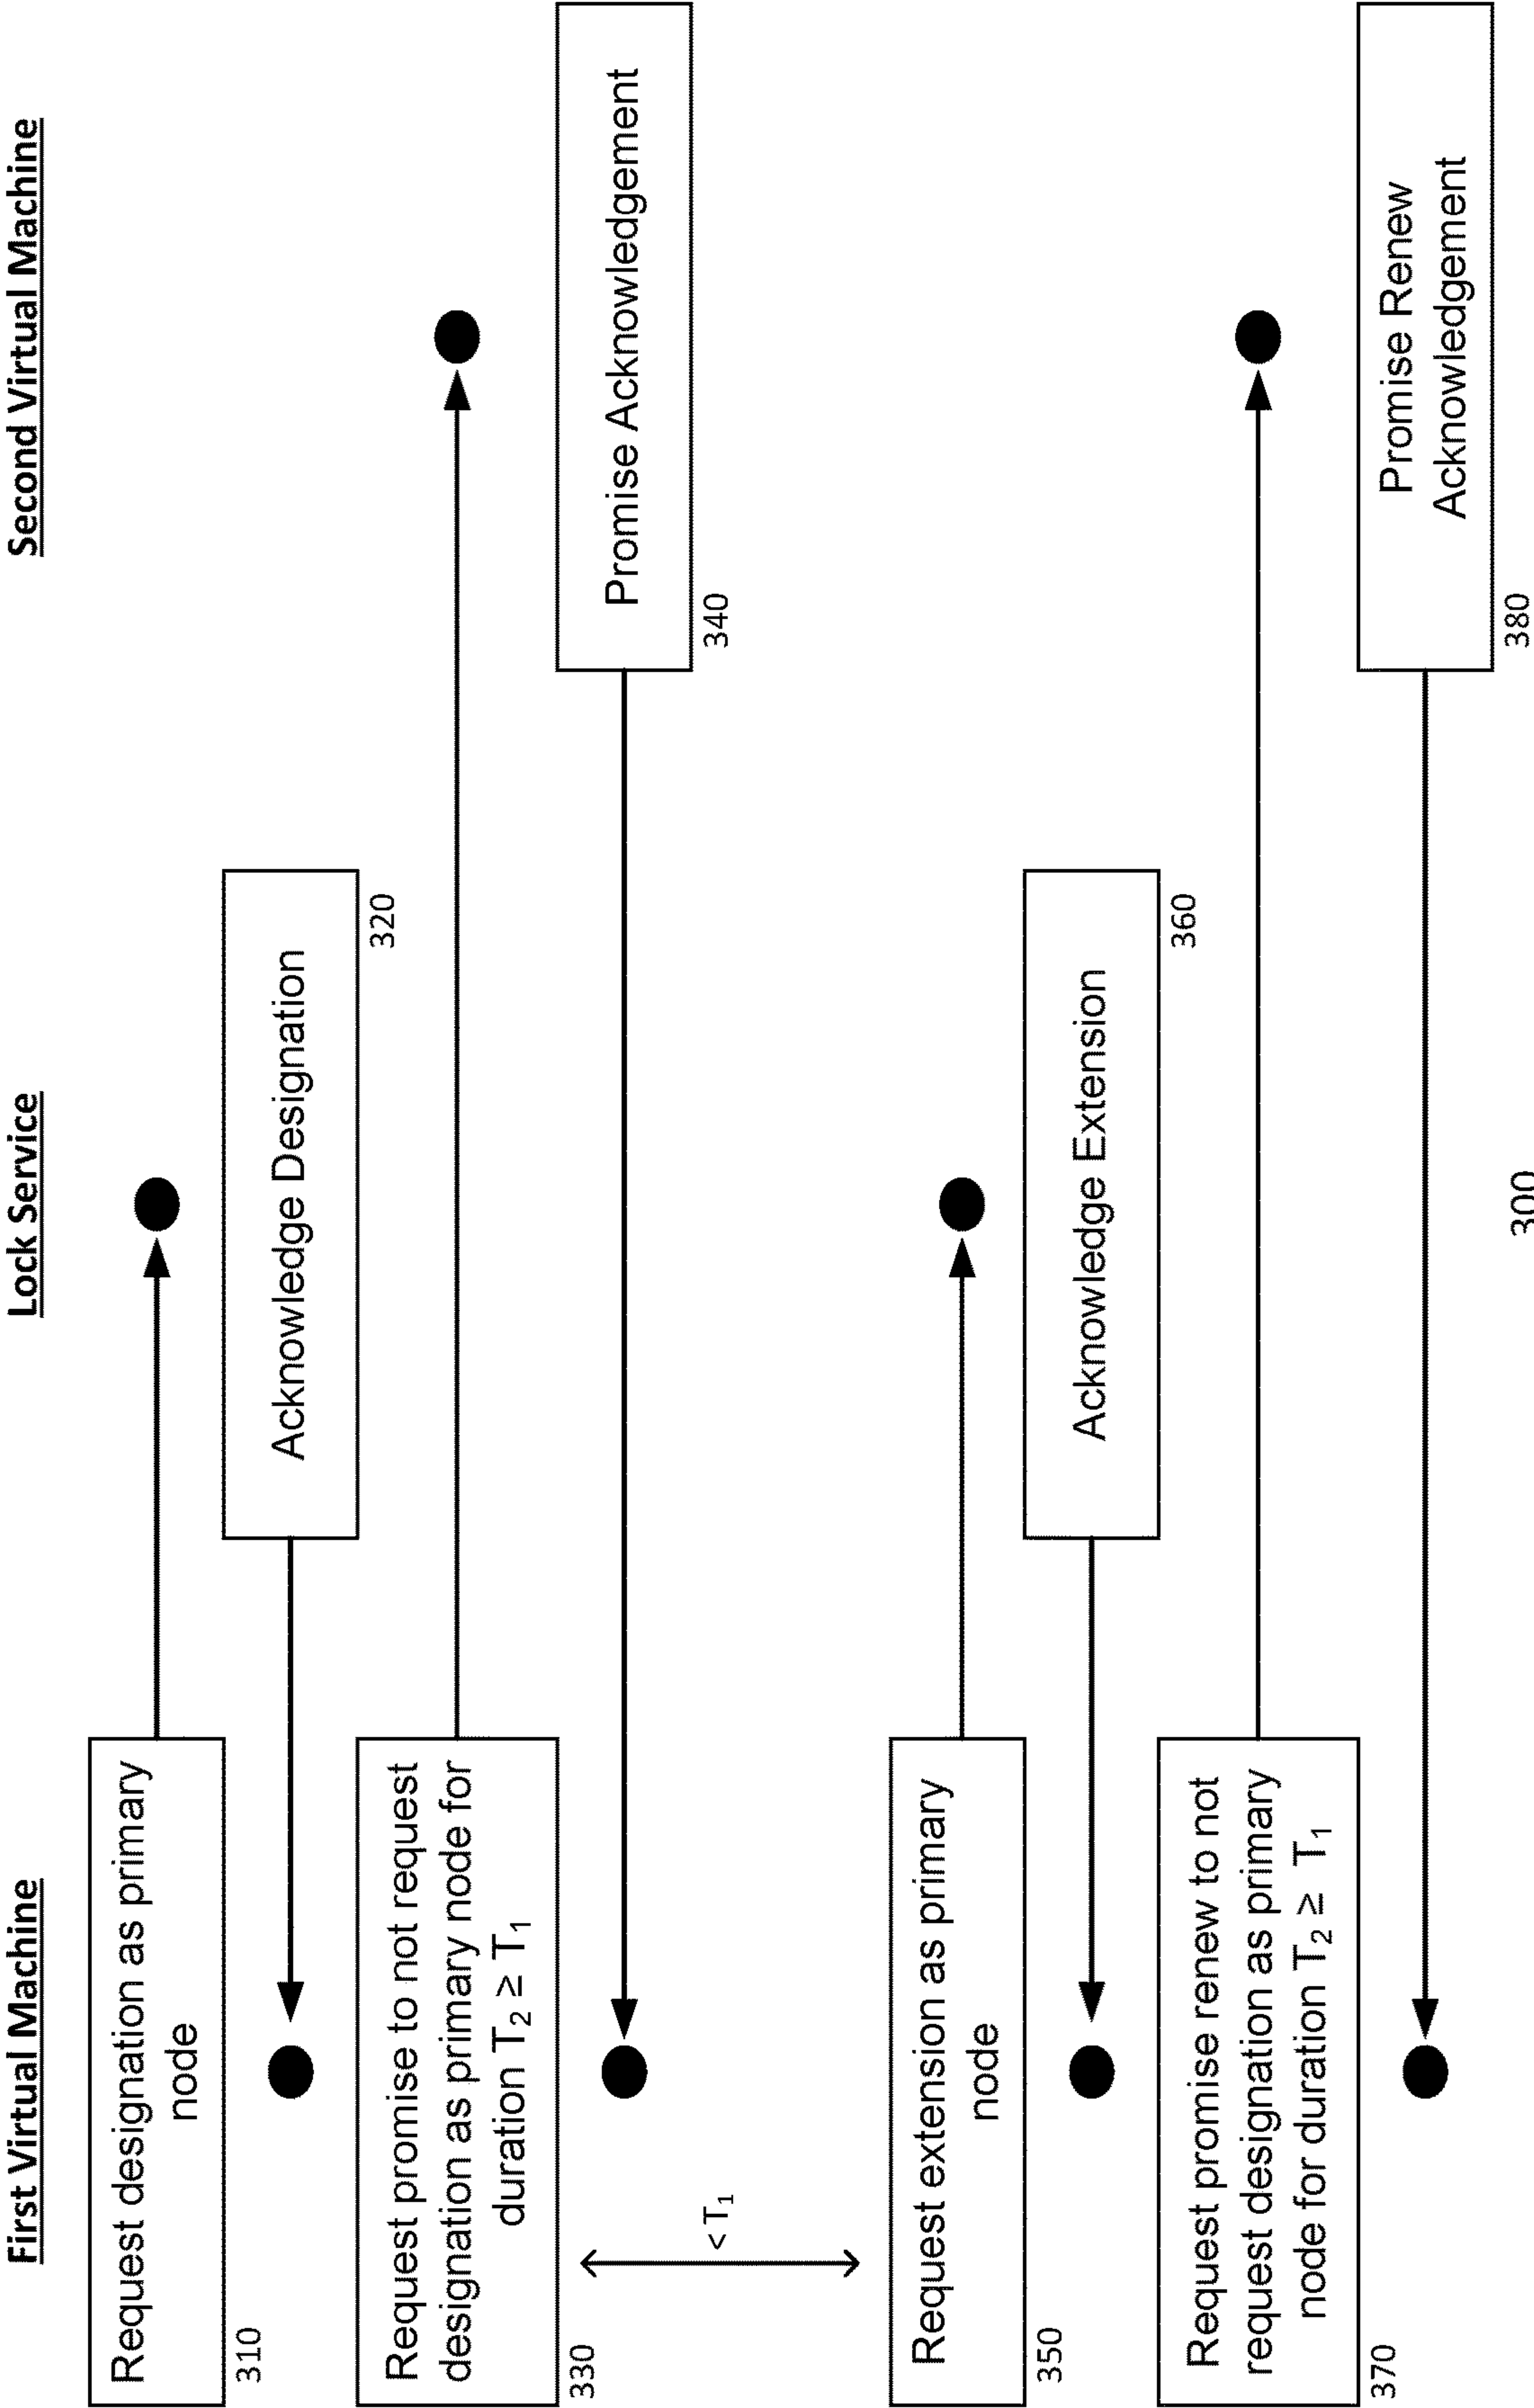 First Virtual Machine
Lock Service
Second Virtual Machine
Request designation as primary
node
310
Acknowledge Designation
320
Request promise to not request
designation as primary node for
duration T₂ ≥ T₁
330
Promise Acknowledgement
340
< T₁
Request extension as primary
node
350
Acknowledge Extension
360
Request promise renew to not
request designation as primary
node for duration T₂ ≥ T₁
370
Promise Renew
Acknowledgement
380
300